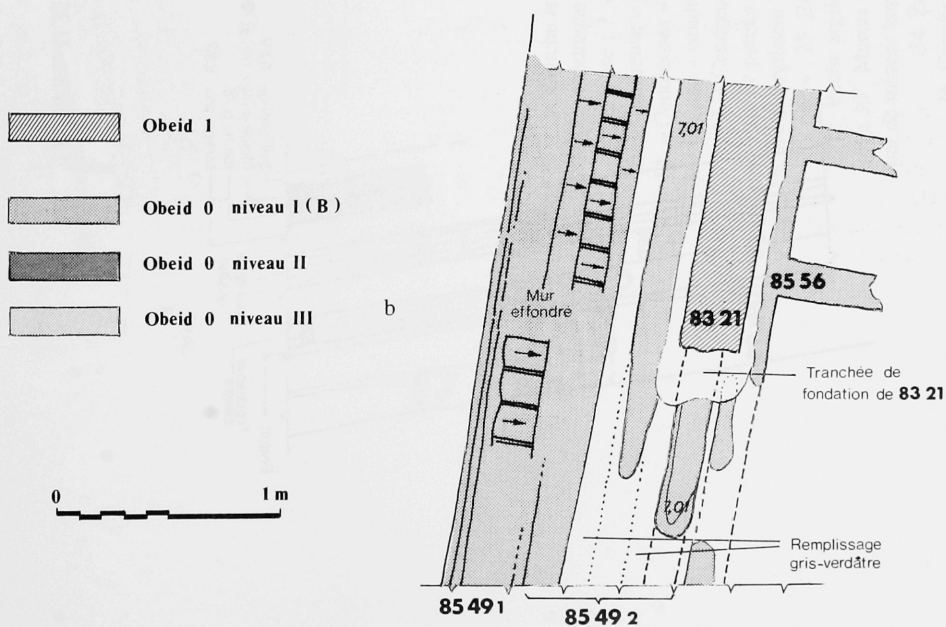 Obeid 1
Obeid 0 niveau I (B)
Obeid 0 niveau II
Obeid 0 niveau III
b
0
1 m
7,01
Mur
effondré
85 56
83 21
Tranchée de
fondation de 83 21
7,01
Remplissage
gris-verdâtre
85 49 1
85 49 2